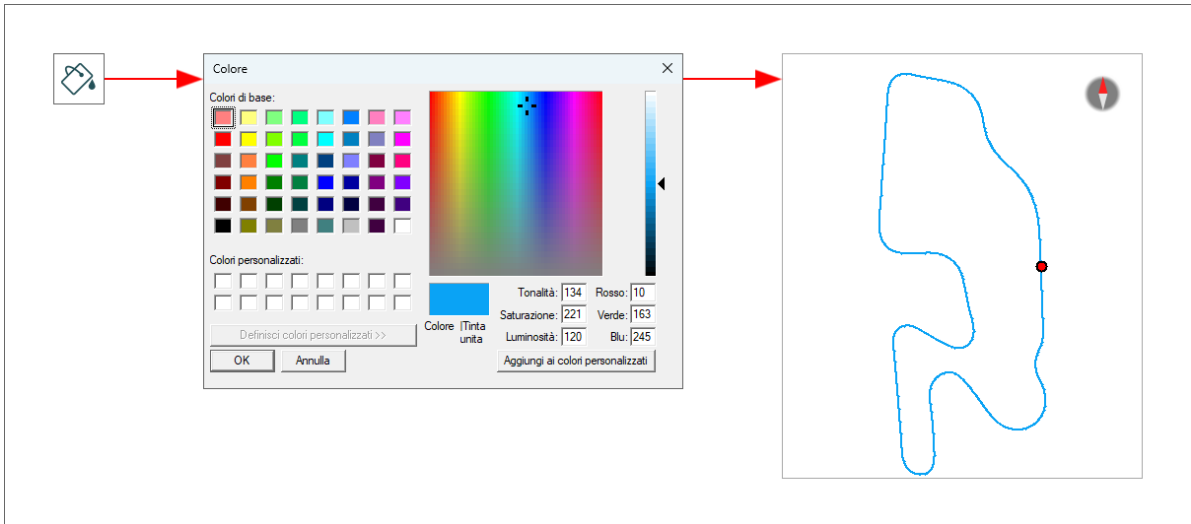 Colore
Colori di base:
Colori personalizzati:
Definisci colori personalizzati >>
OK Annulla
Colore |Tinta
unita
Tonalità: 134 Rosso: 10
Saturazione: 221 Verde: 163
Luminosità: 120 Blu: 245
Aggiungi ai colori personalizzati